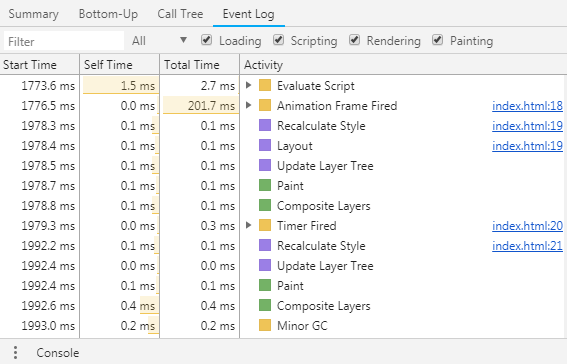 Summary Bottom-Up Call Tree Event Log
Filter All Loading Scripting Rendering Painting
Start Time Self Time Total Time Activity
1773.6 ms 1.5 ms 2.7 ms Evaluate Script
1776.5 ms 0.0 ms 201.7 ms Animation Frame Fired index.html:18
1978.3 ms 0.1 ms 0.1 ms Recalculate Style index.html:19
1978.4 ms 0.1 ms 0.1 ms Layout index.html:19
1978.5 ms 0.1 ms 0.1 ms Update Layer Tree
1978.7 ms 0.1 ms 0.1 ms Paint
1978.8 ms 0.1 ms 0.1 ms Composite Layers
1979.3 ms 0.0 ms 0.3 ms Timer Fired index.html:20
1992.2 ms 0.1 ms 0.1 ms Recalculate Style index.html:21
1992.4 ms 0.0 ms 0.0 ms Update Layer Tree
1992.4 ms 0.1 ms 0.1 ms Paint
1992.6 ms 0.4 ms 0.4 ms Composite Layers
1993.0 ms 0.2 ms 0.2 ms Minor GC
Console